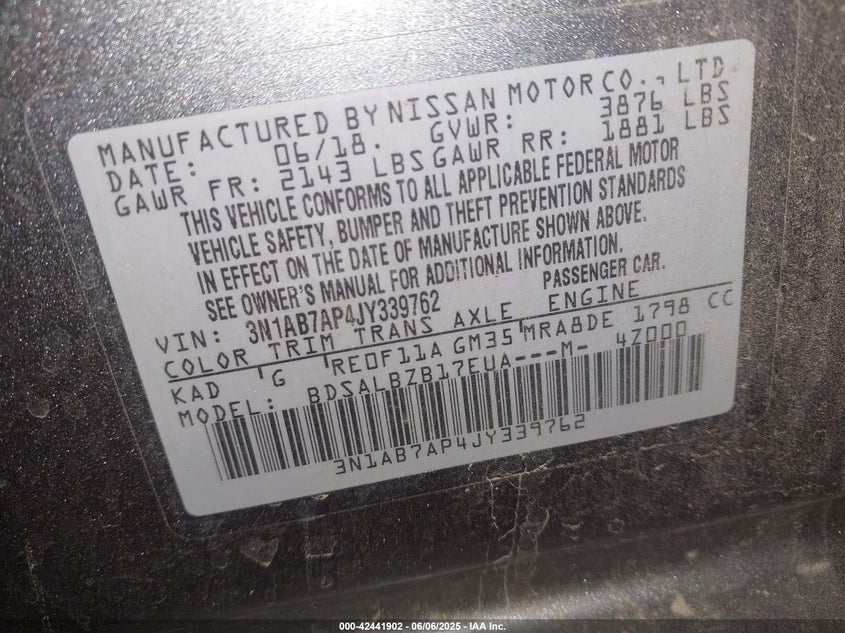 MANUFACTURED BY NISSAN MOTOR CO., LTD
DATE: 06/18. GVWR: 3876 LBS
GAWR FR: 2143 LBS GAWR RR: 1881 LBS
THIS VEHICLE CONFORMS TO ALL APPLICABLE FEDERAL MOTOR
VEHICLE SAFETY, BUMPER AND THEFT PREVENTION STANDARDS
IN EFFECT ON THE DATE OF MANUFACTURE SHOWN ABOVE.
SEE OWNER'S MANUAL FOR ADDITIONAL INFORMATION.
VIN: 3N1AB7AP4JY339762 PASSENGER CAR.
COLOR TRIM TRANS AXLE ENGINE
KAD G RE0F11A GM35 MRA8DE 1798 CC
MODEL: BDSALBZB17EUA---M- 4Z000
3N1AB7AP4JY339762
000-42441902 - 06/06/2025 - IAA Inc.